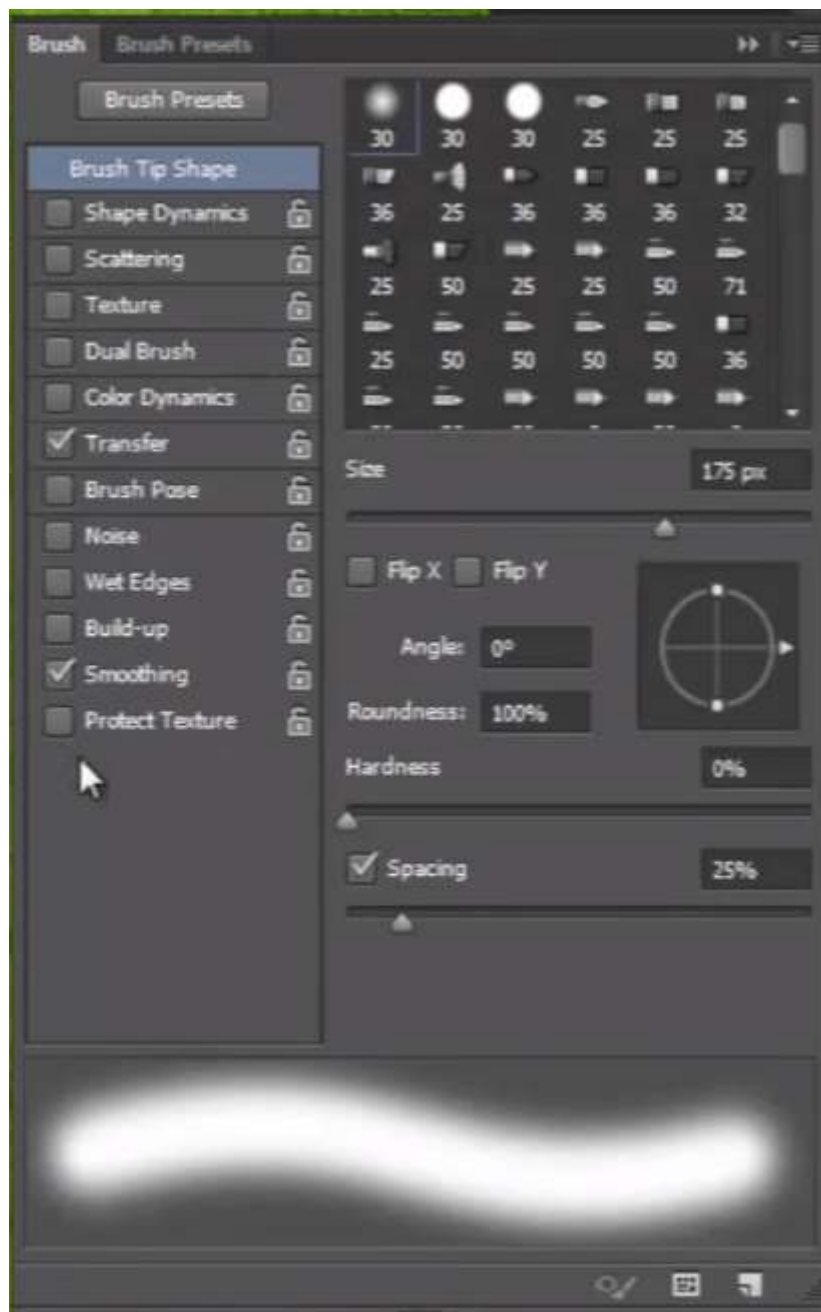 Brush Brush Presets
Brush Presets
Brush Tip Shape
Shape Dynamics
Scattering
Texture
Dual Brush
Color Dynamics
Transfer
Brush Pose
Noise
Wet Edges
Build-up
Smoothing
Protect Texture
30 30 30 25 25 25
36 25 36 36 36 32
25 50 25 25 50 71
25 50 50 50 50 36
Size 175 px
Flip X Flip Y
Angle: 0°
Roundness: 100%
Hardness 0%
Spacing 25%